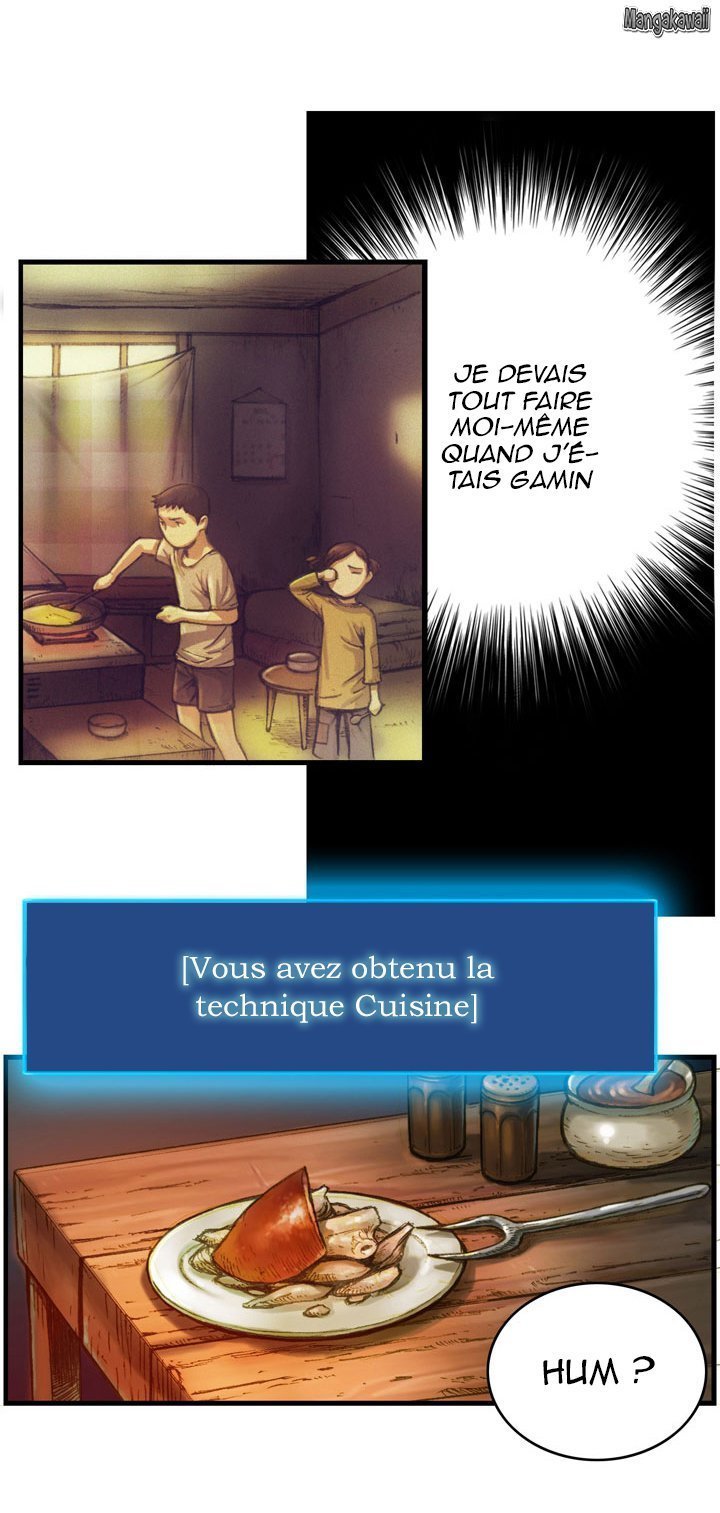 Mangakawaii
JE DEVAIS
TOUT FAIRE
MOI-MÊME
QUAND J'É-
TAIS GAMIN
[Vous avez obtenu la
technique Cuisine]
HUM ?